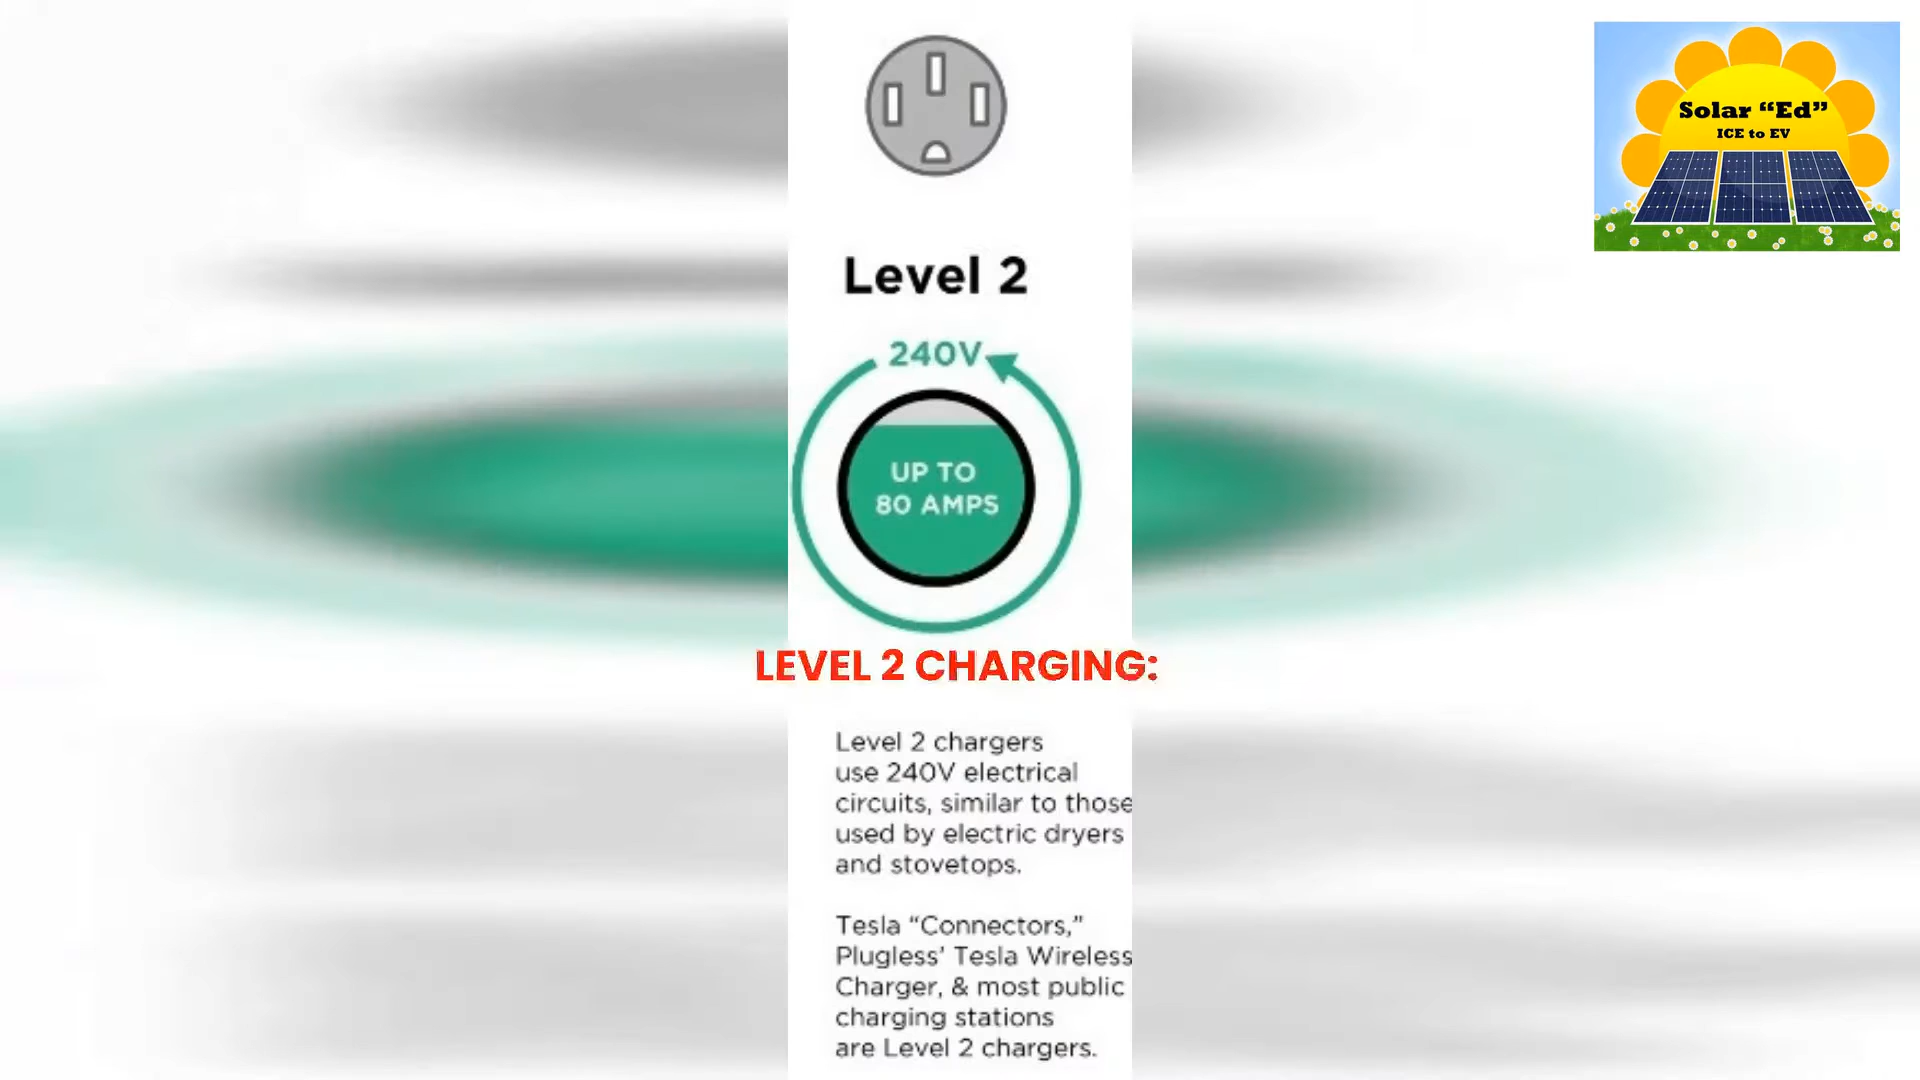 Solar “Ed”
ICE to EV
Level 2
240V
UP TO
80 AMPS
LEVEL 2 CHARGING:
Level 2 chargers
use 240V electrical
circuits, similar to those
used by electric dryers
and stovetops.
Tesla “Connectors,”
Plugless’ Tesla Wireless
Charger, & most public
charging stations
are Level 2 chargers.